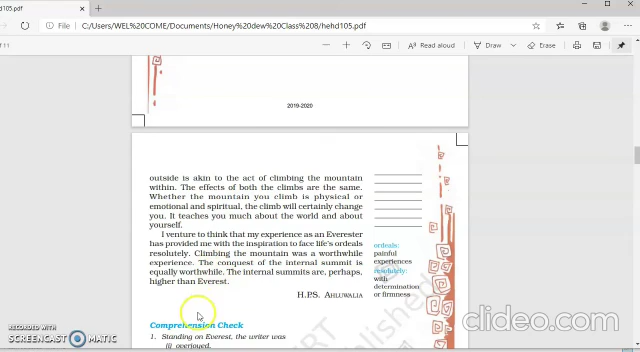 hd105.pdf
File
C:/Users/WEL%20COME/Documents/Honey%20dew%20Class%208/hehd105.pdf
of 11
Read aloud
Draw
Erase
2019-2020
outside is akin to the act of climbing the mountain
within. The effects of both the climbs are the same.
Whether the mountain you climb is physical or
emotional and spiritual, the climb will certainly change
you. It teaches you much about the world and about
yourself.
I venture to think that my experience as an Everester
has provided me with the inspiration to face life's ordeals
resolutely. Climbing the mountain was a worthwhile
experience. The conquest of the internal summit is
equally worthwhile. The internal summits are, perhaps,
higher than Everest.
H.P.S. AHLUWALIA
ordeals:
painful
experiences
resolutely:
with
determination
or firmness
Comprehension Check
1. Standing on Everest, the writer was
(i) overjoyed.
RECORDED WITH
SCREENCAST MATIC
clideo.com